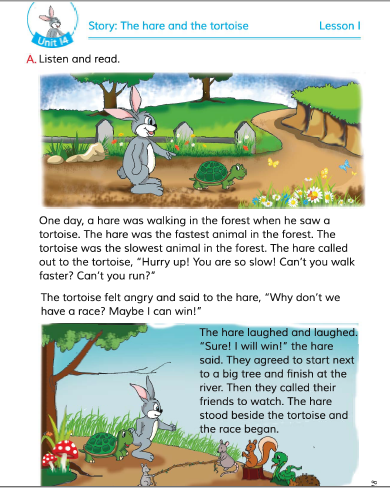 Story: The hare and the tortoise
Lesson 1
Unit 14
A. Listen and read.
One day, a hare was walking in the forest when he saw a
tortoise. The hare was the fastest animal in the forest. The
tortoise was the slowest animal in the forest. The hare called
out to the tortoise, “Hurry up! You are so slow! Can’t you walk
faster? Can’t you run?”
The tortoise felt angry and said to the hare, “Why don’t we
have a race? Maybe I can win!”
The hare laughed and laughed.
“Sure! I will win!” the hare
said. They agreed to start next
to a big tree and finish at the
river. Then they called their
friends to watch. The hare
stood beside the tortoise and
the race began.